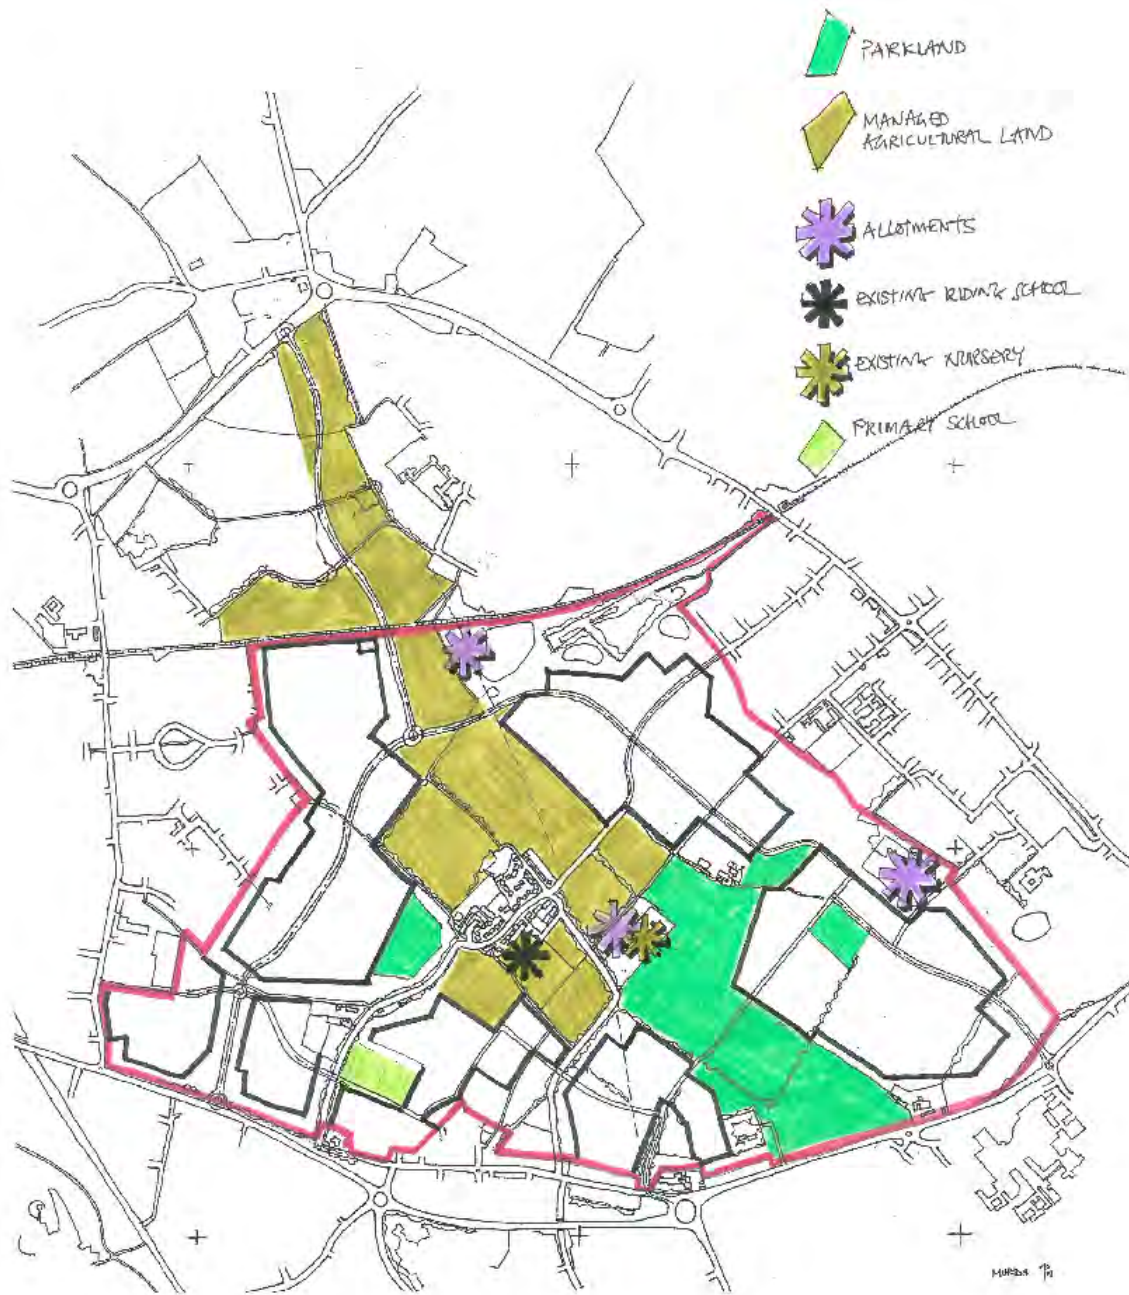 PARKLAND
MANAGED
AGRICULTURAL LAND
ALLOTMENTS
EXISTING RIDING SCHOOL
EXISTING NURSERY
PRIMARY SCHOOL